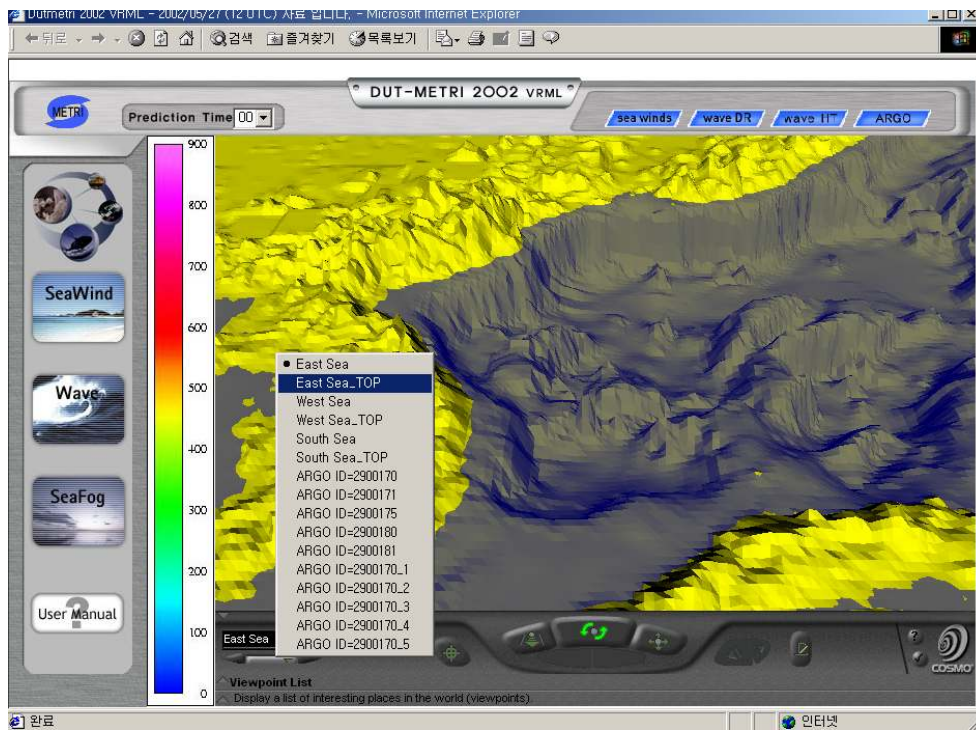 Dutmetri 2002 VRML - 2002/05/27 (12 UTC) 자료 입니다, - Microsoft Internet Explorer
뒤로 검색 즐겨찾기 목록보기
DUT-METRI 2002 VRML
METRI
Prediction Time 00
sea winds wave DR wave HT ARGO
900
800
700
600
500
400
300
200
100
0
SeaWind
Wave
SeaFog
User Manual
?
East Sea
East Sea_TOP
West Sea
West Sea_TOP
South Sea
South Sea_TOP
ARGO ID=2900170
ARGO ID=2900171
ARGO ID=2900175
ARGO ID=2900180
ARGO ID=2900181
ARGO ID=2900170_1
ARGO ID=2900170_2
ARGO ID=2900170_3
ARGO ID=2900170_4
ARGO ID=2900170_5
East Sea
?
COSMO
Viewpoint List
Display a list of interesting places in the world (viewpoints).
완료
인터넷